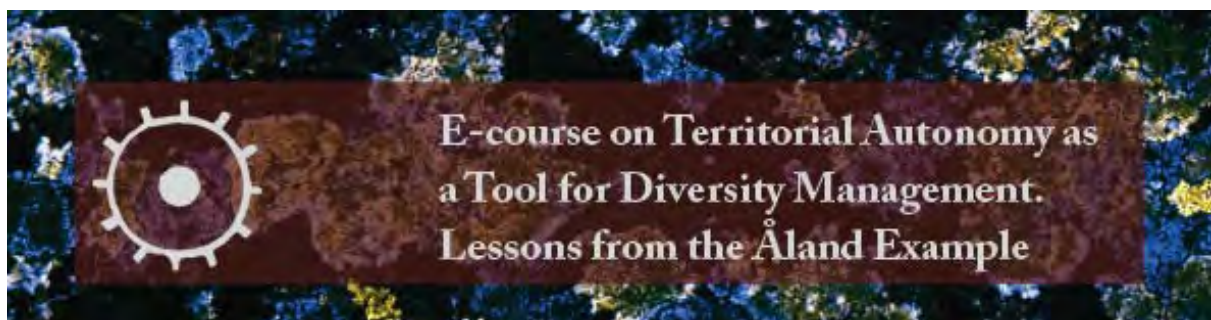 E-course on Territorial Autonomy as
a Tool for Diversity Management.
Lessons from the Åland Example